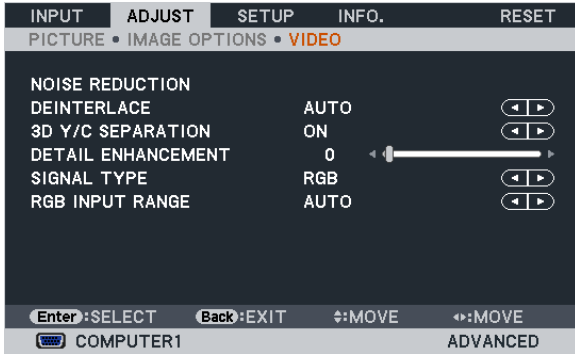 INPUT ADJUST SETUP INFO. RESET
PICTURE • IMAGE OPTIONS • VIDEO
NOISE REDUCTION
DEINTERLACE AUTO
3D Y/C SEPARATION ON
DETAIL ENHANCEMENT 0
SIGNAL TYPE RGB
RGB INPUT RANGE AUTO
Enter:SELECT Back:EXIT :MOVE :MOVE
COMPUTER1 ADVANCED